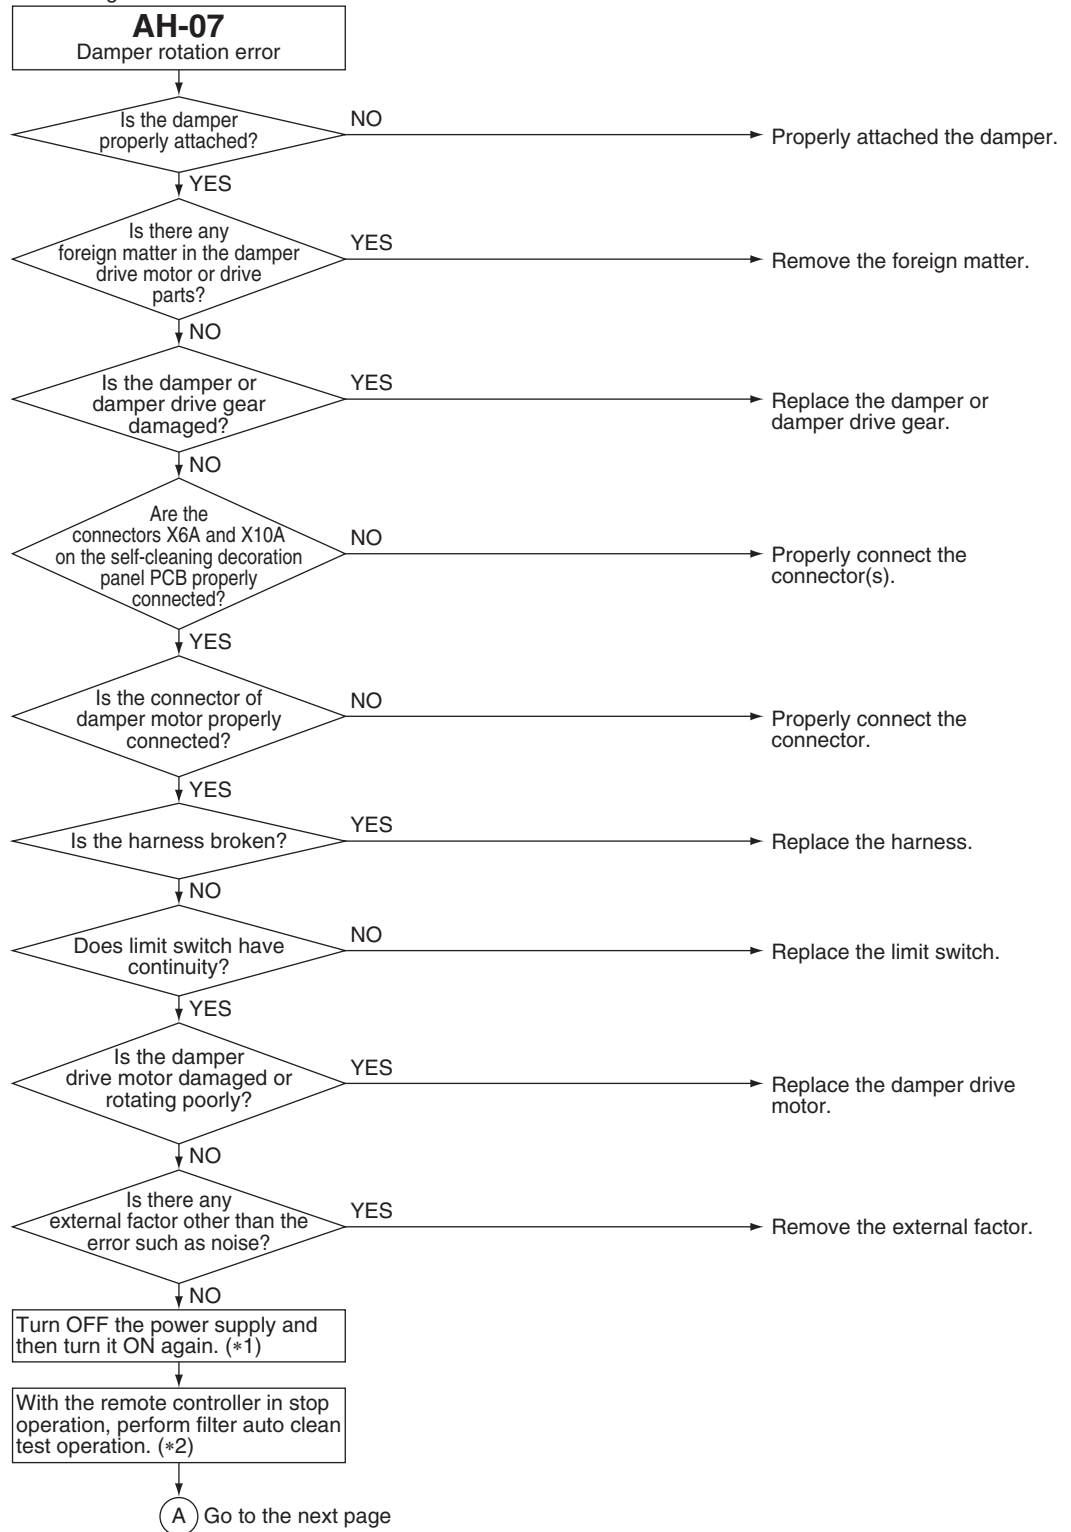 AH-07
Damper rotation error
Is the damper
properly attached?
NO
Properly attached the damper.
YES
Is there any
foreign matter in the damper
drive motor or drive
parts?
YES
Remove the foreign matter.
NO
Is the damper or
damper drive gear
damaged?
YES
Replace the damper or
damper drive gear.
NO
Are the
connectors X6A and X10A
on the self-cleaning decoration
panel PCB properly
connected?
NO
Properly connect the
connector(s).
YES
Is the connector of
damper motor properly
connected?
NO
Properly connect the
connector.
YES
Is the harness broken?
YES
Replace the harness.
NO
Does limit switch have
continuity?
NO
Replace the limit switch.
YES
Is the damper
drive motor damaged or
rotating poorly?
YES
Replace the damper drive
motor.
NO
Is there any
external factor other than the
error such as noise?
YES
Remove the external factor.
NO
Turn OFF the power supply and
then turn it ON again. (*1)
With the remote controller in stop
operation, perform filter auto clean
test operation. (*2)
A Go to the next page